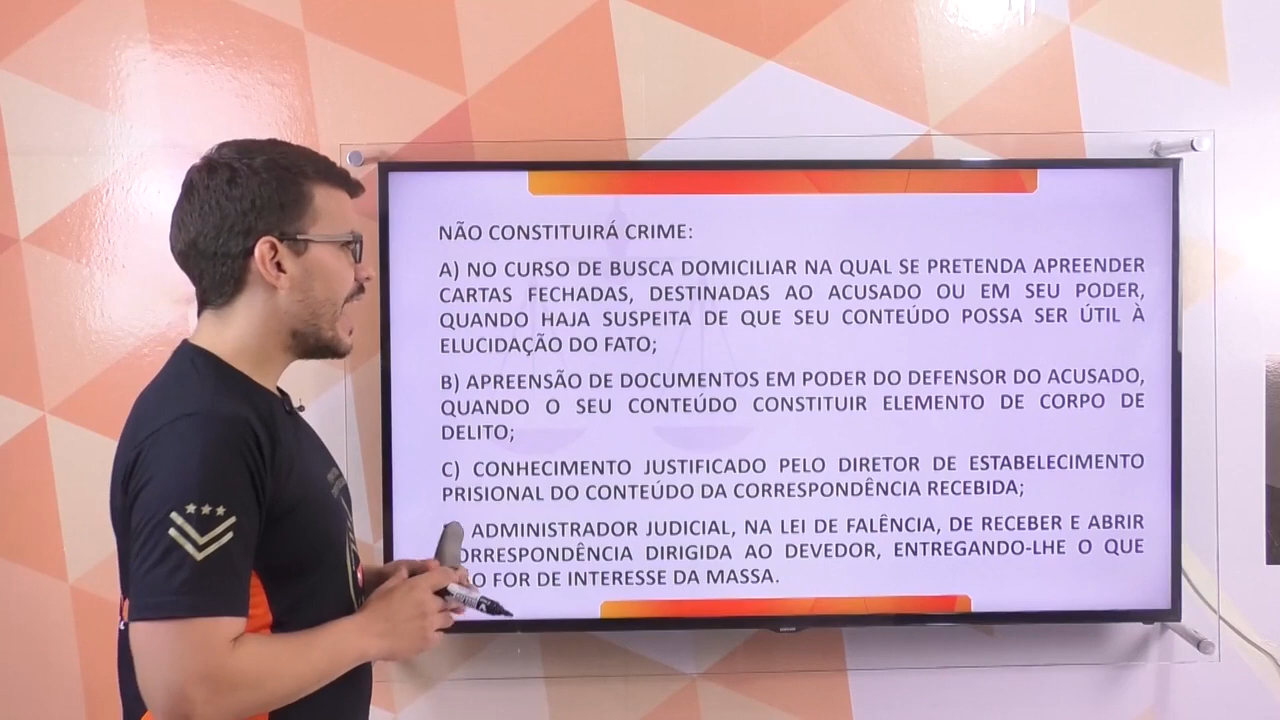 NÃO CONSTITUIRÁ CRIME:
A) NO CURSO DE BUSCA DOMICILIAR NA QUAL SE PRETENDA APREENDER
CARTAS FECHADAS, DESTINADAS AO ACUSADO OU EM SEU PODER,
QUANDO HAJA SUSPEITA DE QUE SEU CONTEÚDO POSSA SER ÚTIL À
ELUCIDAÇÃO DO FATO;
B) APREENSÃO DE DOCUMENTOS EM PODER DO DEFENSOR DO ACUSADO,
QUANDO O SEU CONTEÚDO CONSTITUIR ELEMENTO DE CORPO DE
DELITO;
C) CONHECIMENTO JUSTIFICADO PELO DIRETOR DE ESTABELECIMENTO
PRISIONAL DO CONTEÚDO DA CORRESPONDÊNCIA RECEBIDA;
ADMINISTRADOR JUDICIAL, NA LEI DE FALÊNCIA, DE RECEBER E ABRIR
ORRESPONDÊNCIA DIRIGIDA AO DEVEDOR, ENTREGANDO-LHE O QUE
O FOR DE INTERESSE DA MASSA.